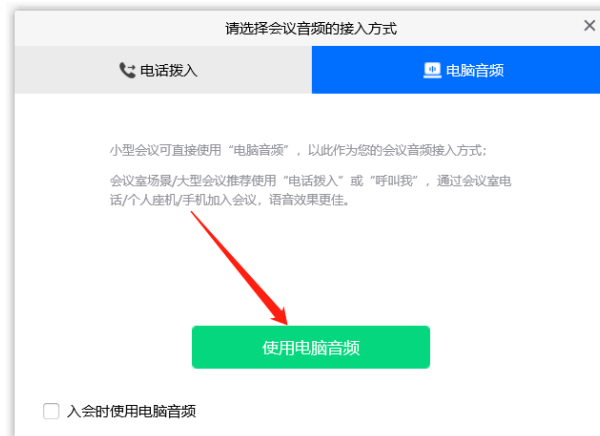 请选择会议音频的接入方式
电话拨入
电脑音频
小型会议可直接使用“电脑音频”，以此作为您的会议音频接入方式；
会议室场景/大型会议推荐使用“电话拨入”或“呼叫我”，通过会议室电
话/个人座机/手机加入会议，语音效果更佳。
使用电脑音频
入会时使用电脑音频